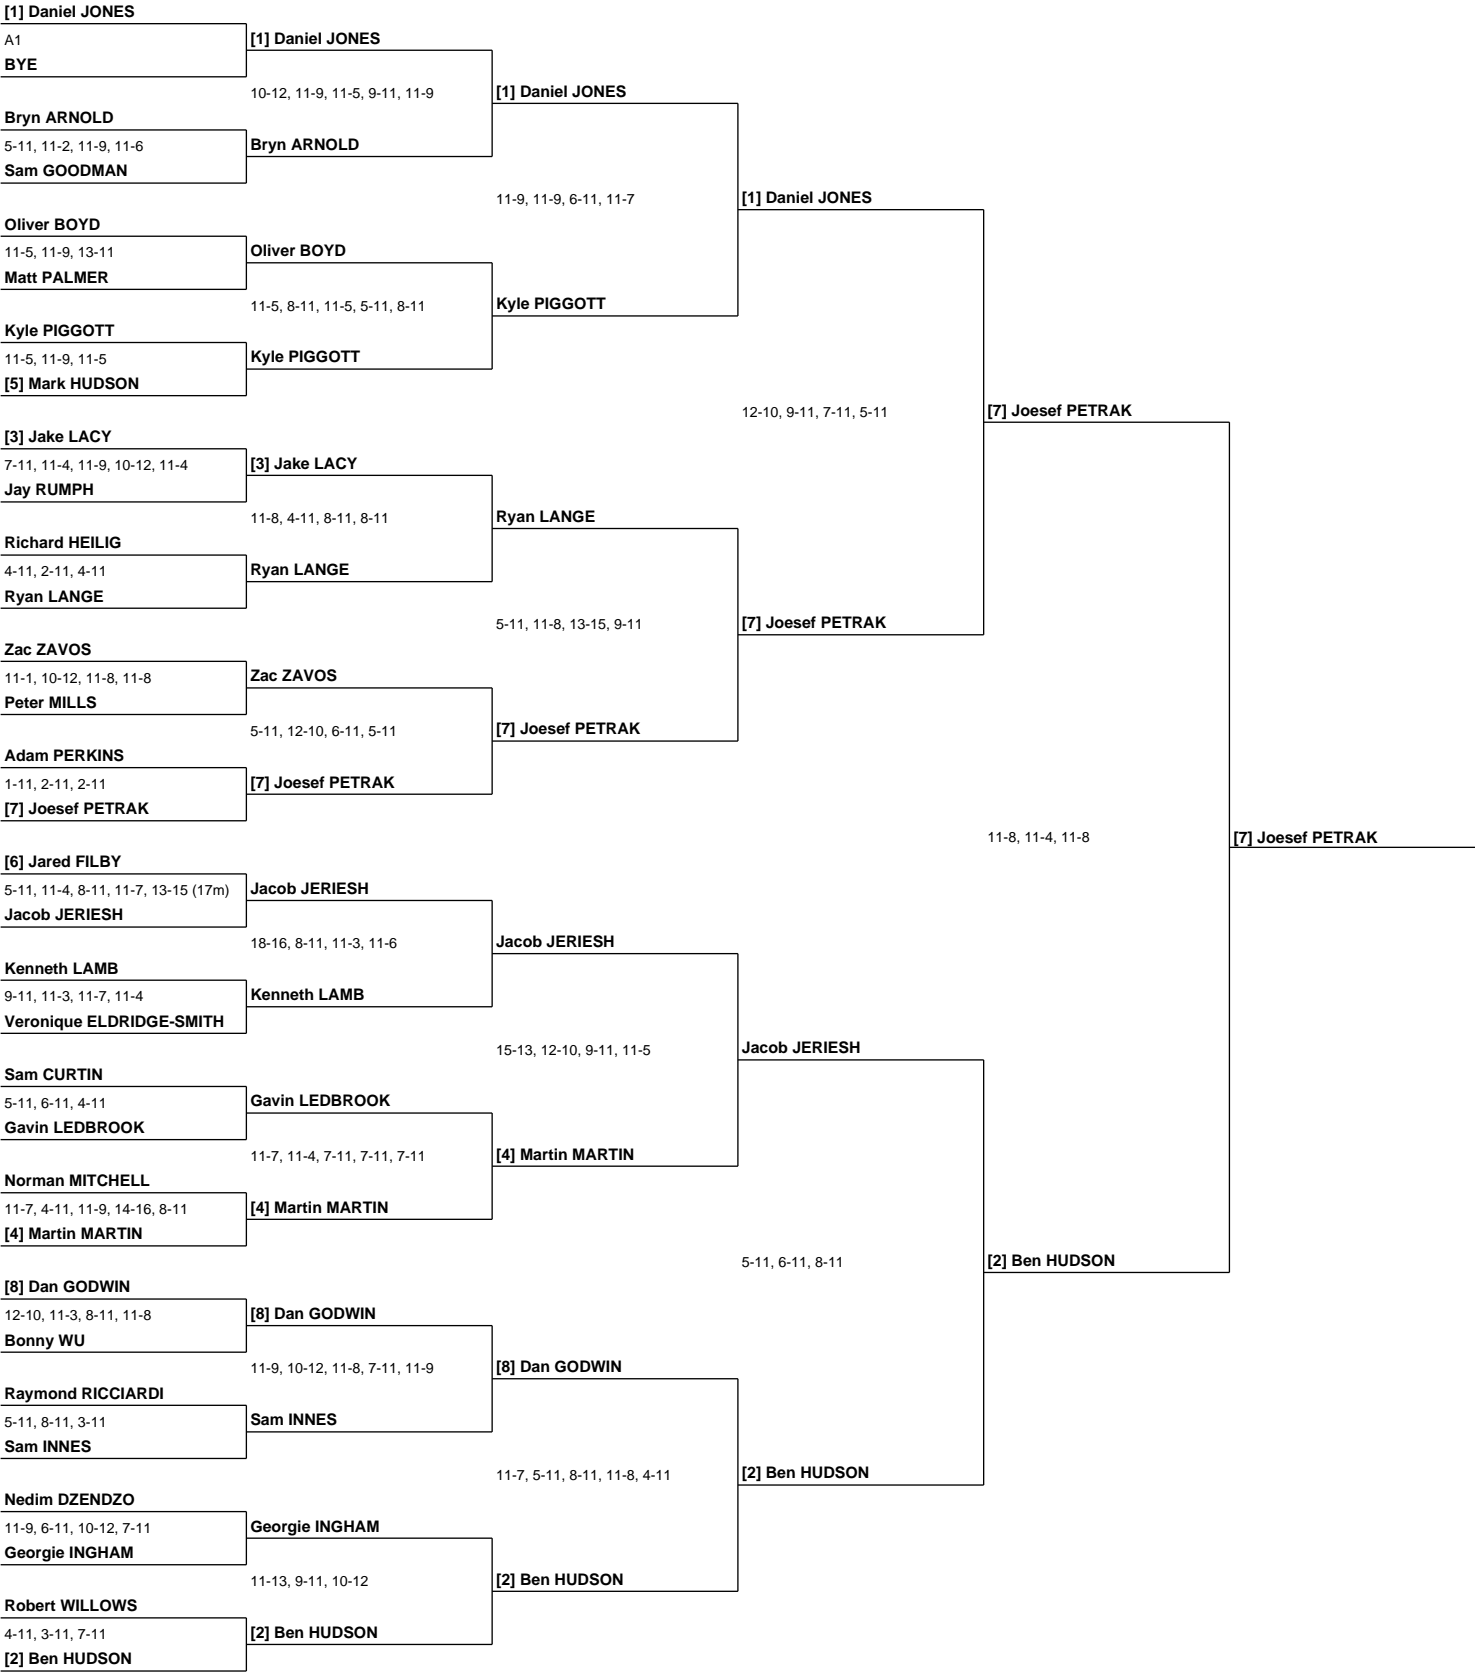 [1] Daniel JONES
A1
BYE
Bryn ARNOLD
5-11, 11-2, 11-9, 11-6
Sam GOODMAN
Oliver BOYD
11-5, 11-9, 13-11
Matt PALMER
Kyle PIGGOTT
11-5, 11-9, 11-5
[5] Mark HUDSON
[3] Jake LACY
7-11, 11-4, 11-9, 10-12, 11-4
Jay RUMPH
Richard HEILIG
4-11, 2-11, 4-11
Ryan LANGE
Zac ZAVOS
11-1, 10-12, 11-8, 11-8
Peter MILLS
Adam PERKINS
1-11, 2-11, 2-11
[7] Joesef PETRAK
[6] Jared FILBY
5-11, 11-4, 8-11, 11-7, 13-15 (17m)
Jacob JERIESH
Kenneth LAMB
9-11, 11-3, 11-7, 11-4
Veronique ELDRIDGE-SMITH
Sam CURTIN
5-11, 6-11, 4-11
Gavin LEDBROOK
Norman MITCHELL
11-7, 4-11, 11-9, 14-16, 8-11
[4] Martin MARTIN
[8] Dan GODWIN
12-10, 11-3, 8-11, 11-8
Bonny WU
Raymond RICCIARDI
5-11, 8-11, 3-11
Sam INNES
Nedim DZENDZO
11-9, 6-11, 10-12, 7-11
Georgie INGHAM
Robert WILLOWS
4-11, 3-11, 7-11
[2] Ben HUDSON
[1] Daniel JONES
10-12, 11-9, 11-5, 9-11, 11-9
Bryn ARNOLD
Oliver BOYD
11-5, 8-11, 11-5, 5-11, 8-11
Kyle PIGGOTT
[3] Jake LACY
11-8, 4-11, 8-11, 8-11
Ryan LANGE
Zac ZAVOS
5-11, 12-10, 6-11, 5-11
[7] Joesef PETRAK
Jacob JERIESH
18-16, 8-11, 11-3, 11-6
Kenneth LAMB
Gavin LEDBROOK
11-7, 11-4, 7-11, 7-11, 7-11
[4] Martin MARTIN
[8] Dan GODWIN
11-9, 10-12, 11-8, 7-11, 11-9
Sam INNES
Georgie INGHAM
11-13, 9-11, 10-12
[2] Ben HUDSON
[1] Daniel JONES
11-9, 11-9, 6-11, 11-7
Kyle PIGGOTT
Ryan LANGE
5-11, 11-8, 13-15, 9-11
[7] Joesef PETRAK
Jacob JERIESH
15-13, 12-10, 9-11, 11-5
[4] Martin MARTIN
[8] Dan GODWIN
11-7, 5-11, 8-11, 11-8, 4-11
[2] Ben HUDSON
[1] Daniel JONES
12-10, 9-11, 7-11, 5-11
[7] Joesef PETRAK
Jacob JERIESH
5-11, 6-11, 8-11
[2] Ben HUDSON
[7] Joesef PETRAK
11-8, 11-4, 11-8
[2] Ben HUDSON
[7] Joesef PETRAK